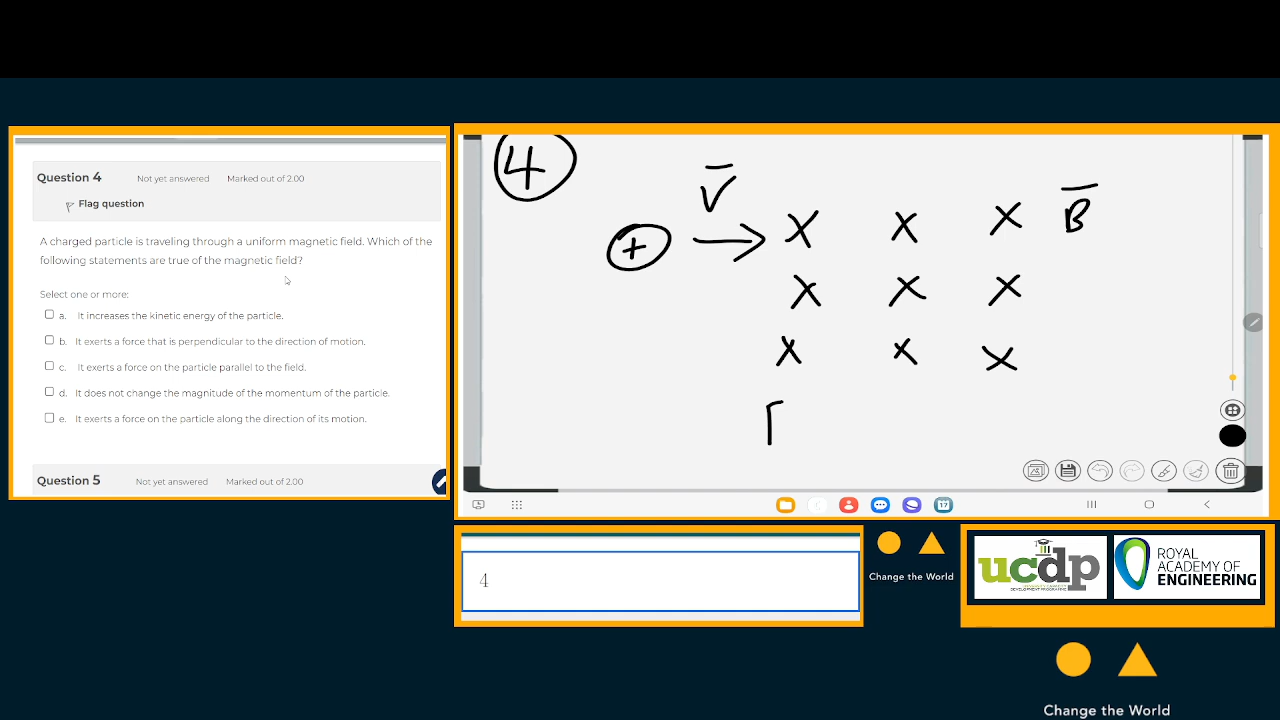 Question 4 Not yet answered Marked out of 2.00
Flag question
A charged particle is traveling through a uniform magnetic field. Which of the
following statements are true of the magnetic field?
Select one or more:
a. It increases the kinetic energy of the particle.
b. It exerts a force that is perpendicular to the direction of motion.
c. It exerts a force on the particle parallel to the field.
d. It does not change the magnitude of the momentum of the particle.
e. It exerts a force on the particle along the direction of its motion.
Question 5 Not yet answered Marked out of 2.00
4
V̅
+ → X X X B̅
X X X
X X X
17
4
Change the World
ucdp
ROYAL
ACADEMY OF
ENGINEERING
Change the World